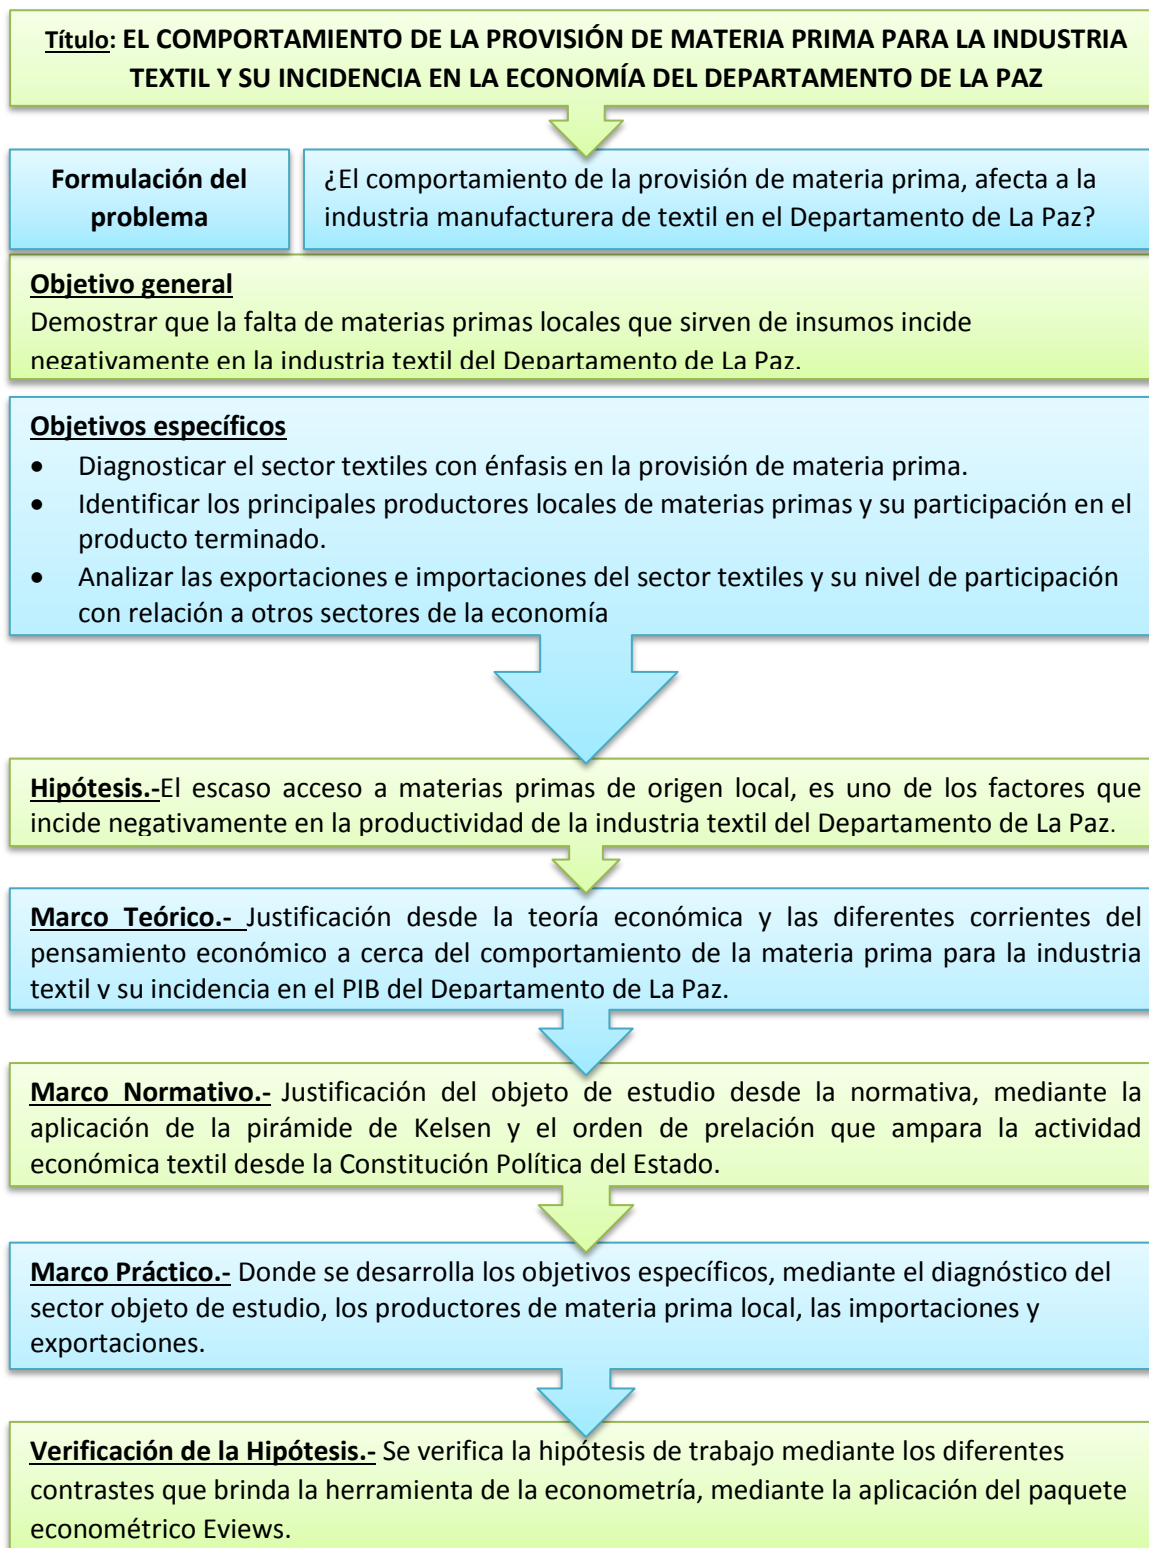 Título: EL COMPORTAMIENTO DE LA PROVISIÓN DE MATERIA PRIMA PARA LA INDUSTRIA
TEXTIL Y SU INCIDENCIA EN LA ECONOMÍA DEL DEPARTAMENTO DE LA PAZ
Formulación del
problema
¿El comportamiento de la provisión de materia prima, afecta a la
industria manufacturera de textil en el Departamento de La Paz?
Objetivo general
Demostrar que la falta de materias primas locales que sirven de insumos incide
negativamente en la industria textil del Departamento de La Paz.
Objetivos específicos
• Diagnosticar el sector textiles con énfasis en la provisión de materia prima.
• Identificar los principales productores locales de materias primas y su participación en el
producto terminado.
• Analizar las exportaciones e importaciones del sector textiles y su nivel de participación
con relación a otros sectores de la economía
Hipótesis.-El escaso acceso a materias primas de origen local, es uno de los factores que
incide negativamente en la productividad de la industria textil del Departamento de La Paz.
Marco Teórico.- Justificación desde la teoría económica y las diferentes corrientes del
pensamiento económico a cerca del comportamiento de la materia prima para la industria
textil y su incidencia en el PIB del Departamento de La Paz.
Marco Normativo.- Justificación del objeto de estudio desde la normativa, mediante la
aplicación de la pirámide de Kelsen y el orden de prelación que ampara la actividad
económica textil desde la Constitución Política del Estado.
Marco Práctico.- Donde se desarrolla los objetivos específicos, mediante el diagnóstico del
sector objeto de estudio, los productores de materia prima local, las importaciones y
exportaciones.
Verificación de la Hipótesis.- Se verifica la hipótesis de trabajo mediante los diferentes
contrastes que brinda la herramienta de la econometría, mediante la aplicación del paquete
econométrico Eviews.